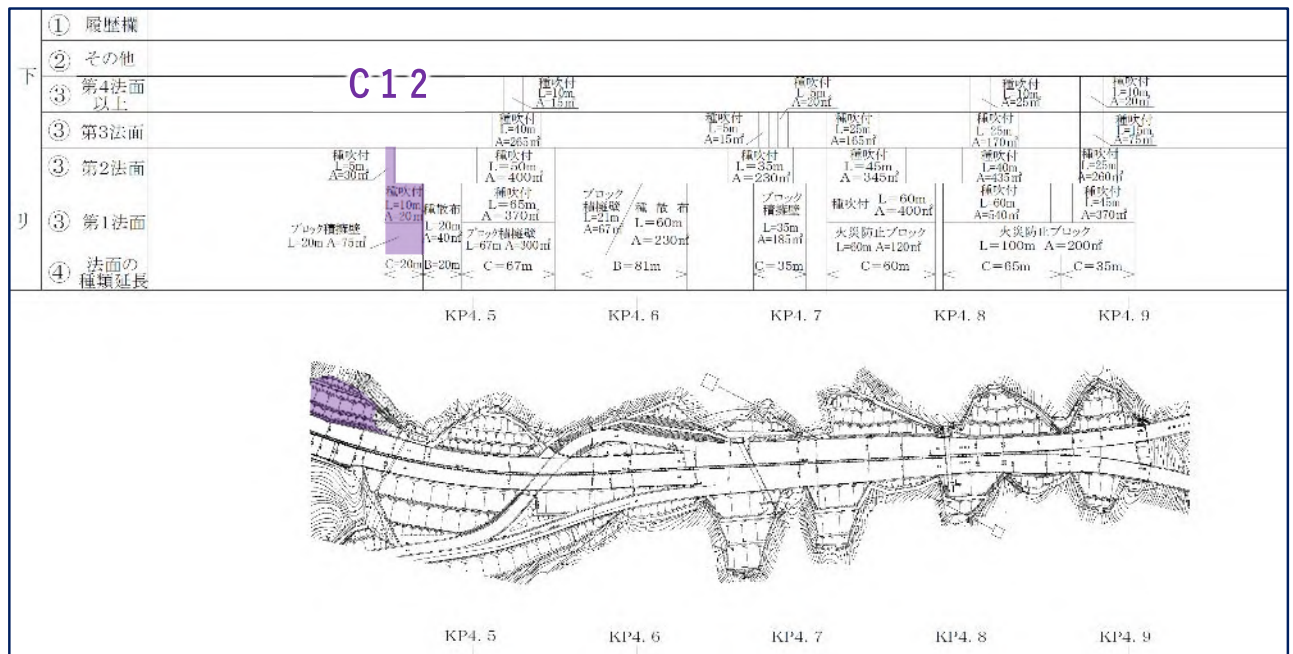 下リ
① 履歴欄
② その他
C12
③ 第4法面以上
種吹付
L=10m
A=15㎡
種吹付
L=5m
A=20㎡
種吹付
L=10m
A=25㎡
種吹付
L=10m
A=20㎡
③ 第3法面
種吹付
L=40m
A=265㎡
種吹付
L=5m
A=15㎡
種吹付
L=25m
A=165㎡
種吹付
L=25m
A=170㎡
種吹付
L=15m
A=75㎡
③ 第2法面
種吹付
L=5m
A=30㎡
種吹付
L=50m
A=400㎡
種吹付
L=35m
A=230㎡
種吹付
L=45m
A=345㎡
種吹付
L=40m
A=435㎡
種吹付
L=25m
A=260㎡
③ 第1法面
種吹付
L=10m
A=20㎡
ブロック積擁壁
L=20m A=75㎡
種散布
L=20m
A=40㎡
種吹付
L=65m
A=370㎡
ブロック積擁壁
L=67m A=300㎡
ブロック
積擁壁
L=21m
A=67㎡
種散布
L=60m
A=230㎡
ブロック
積擁壁
L=35m
A=185㎡
種吹付 L=60m
A=400㎡
火災防止ブロック
L=60m A=120㎡
種吹付
L=60m
A=540㎡
種吹付
L=45m
A=370㎡
火災防止ブロック
L=100m A=200㎡
④ 法面の種類延長
C=20m
B=20m
C=67m
B=81m
C=35m
C=60m
C=65m
C=35m
KP4.5
KP4.6
KP4.7
KP4.8
KP4.9
KP4.5
KP4.6
KP4.7
KP4.8
KP4.9